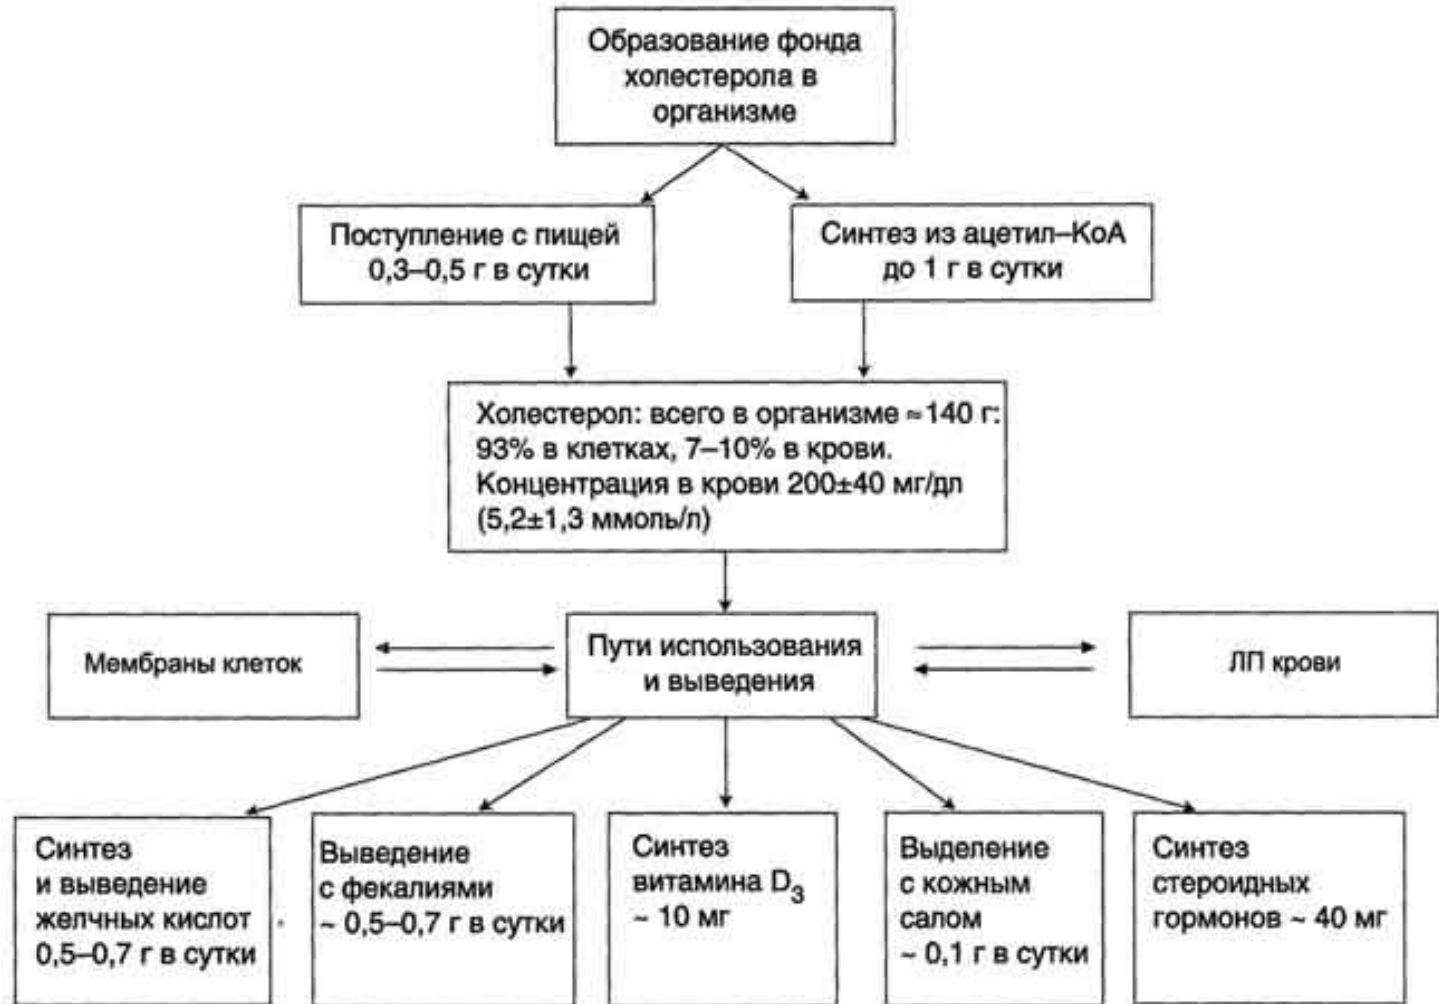 Образование фонда
холестерола в
организме
Поступление с пищей
0,3–0,5 г в сутки
Синтез из ацетил–КоА
до 1 г в сутки
Холестерол: всего в организме ≈140 г:
93% в клетках, 7–10% в крови.
Концентрация в крови 200±40 мг/дл
(5,2±1,3 ммоль/л)
Мембраны клеток
Пути использования
и выведения
ЛП крови
Синтез
и выведение
желчных кислот
0,5–0,7 г в сутки
Выведение
с фекалиями
~ 0,5–0,7 г в сутки
Синтез
витамина D3
~ 10 мг
Выделение
с кожным
салом
~ 0,1 г в сутки
Синтез
стероидных
гормонов ~ 40 мг